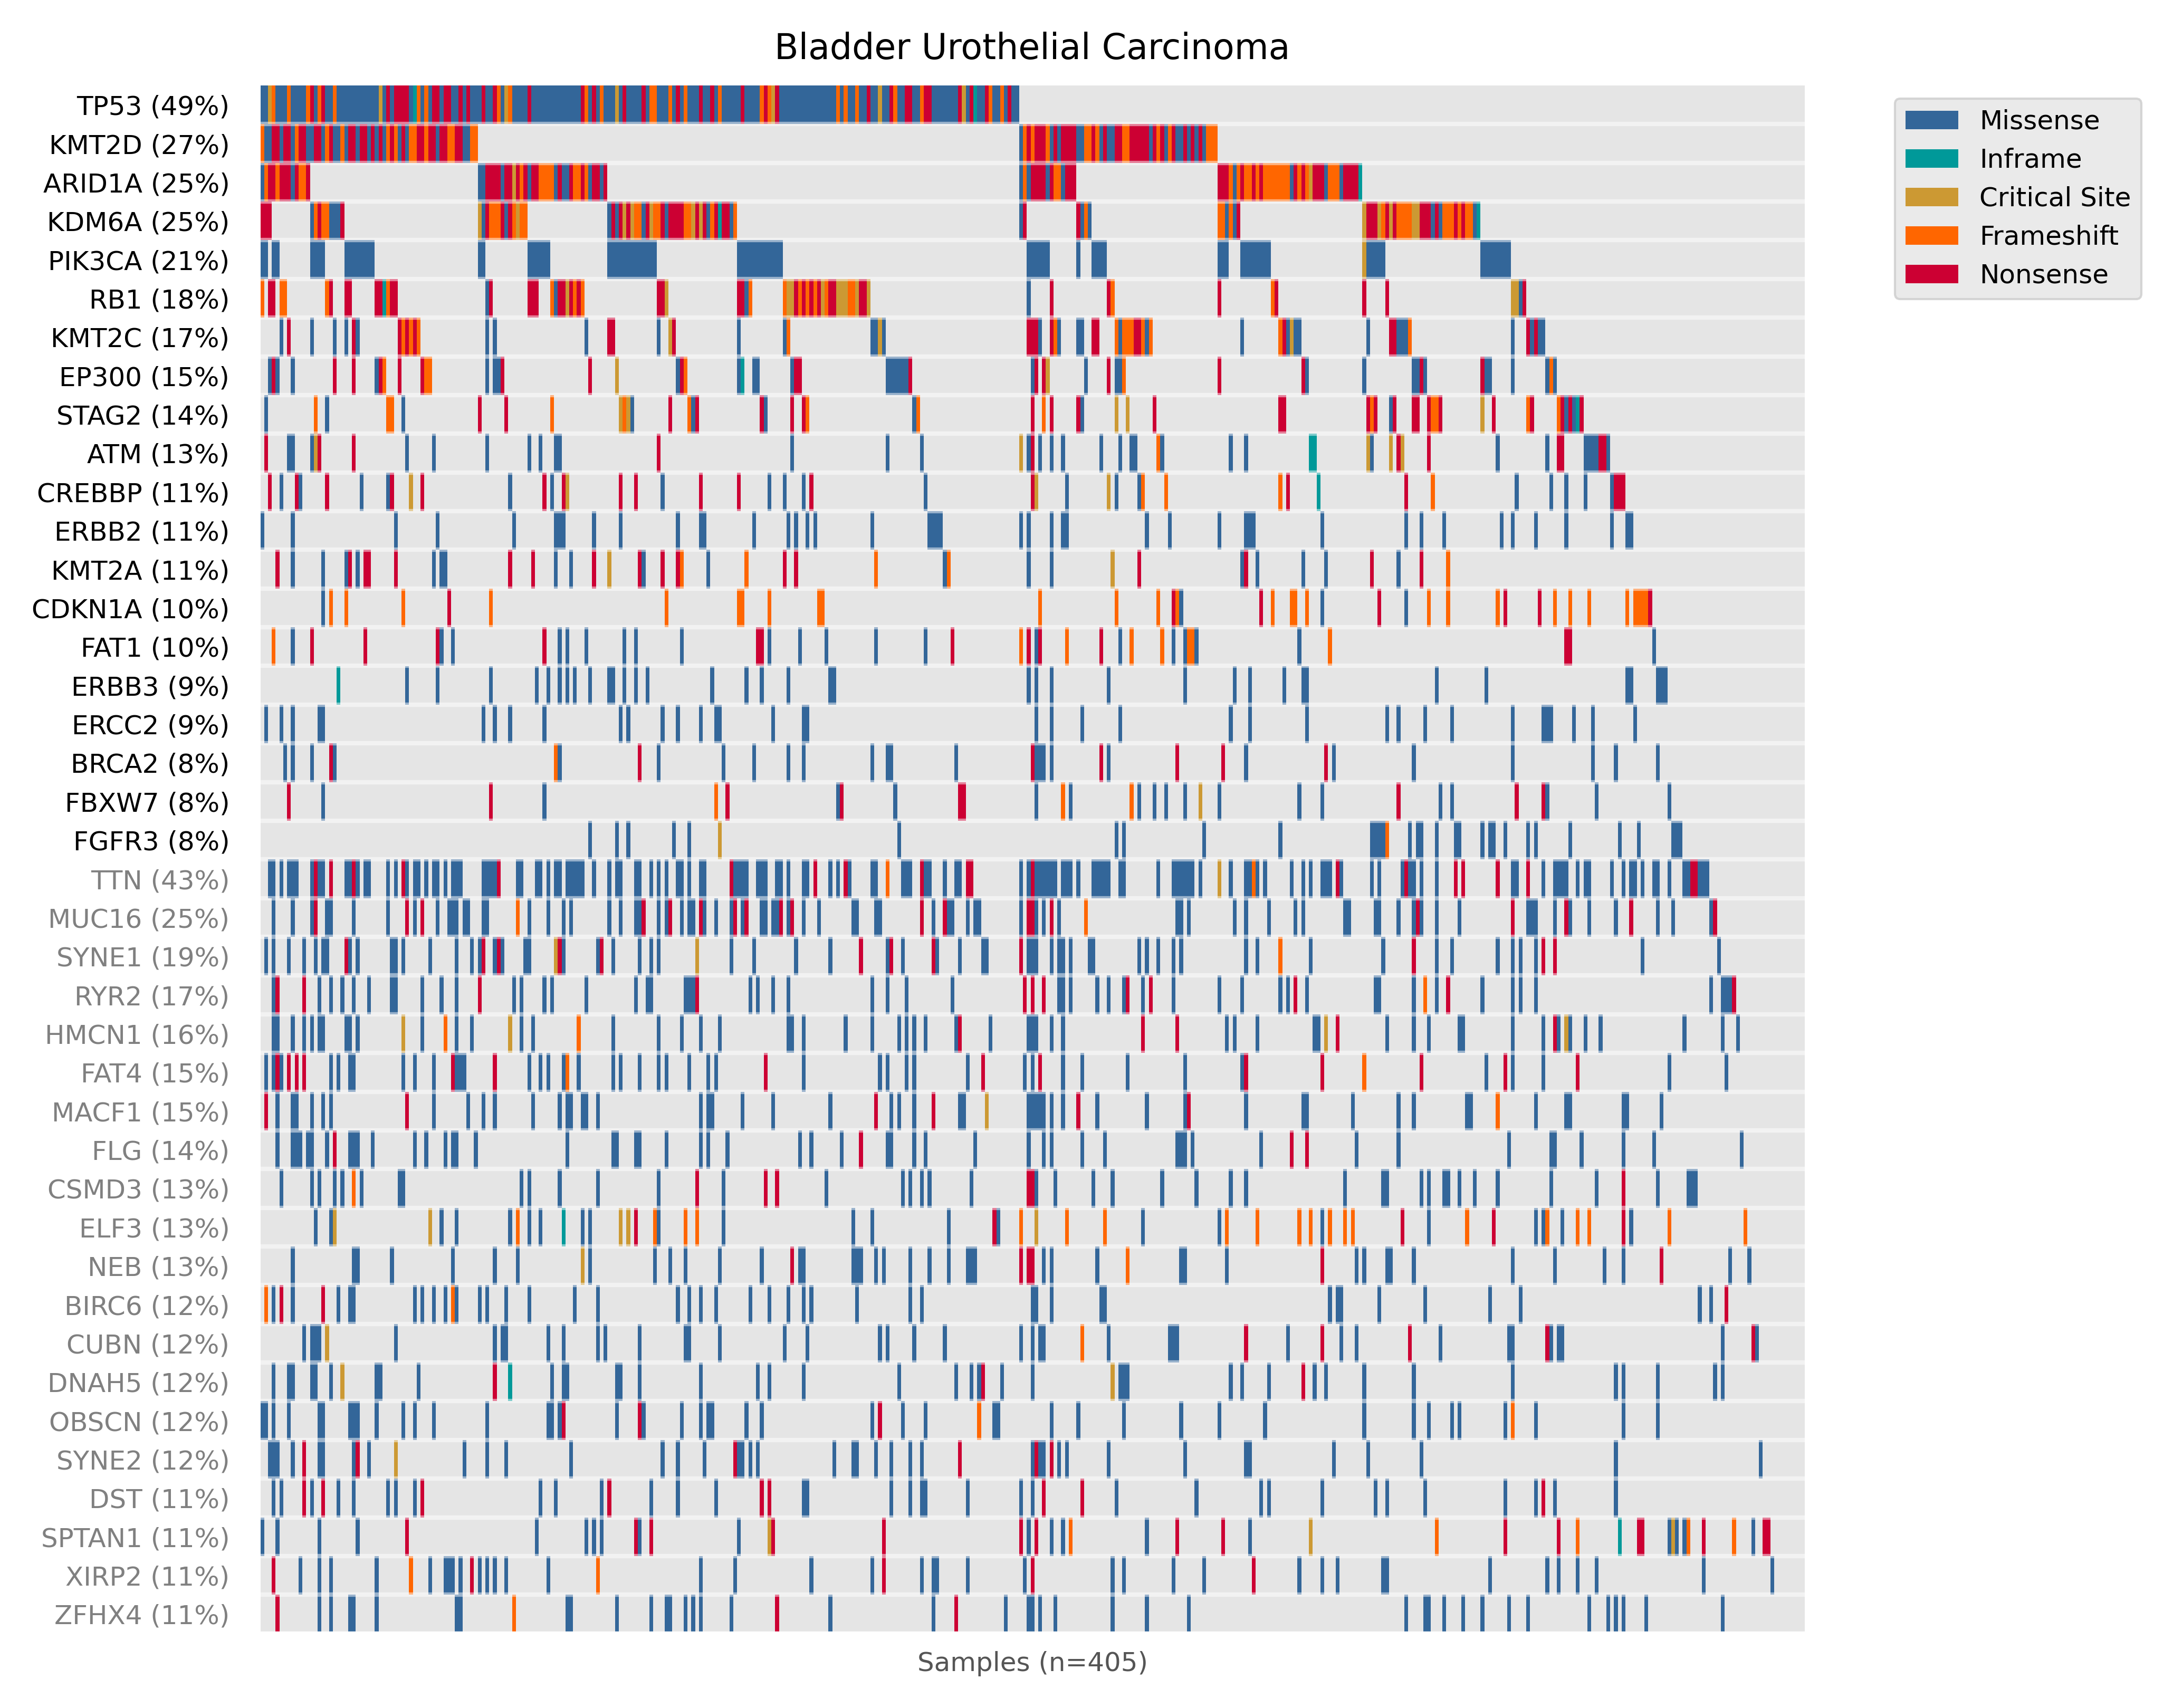 Bladder Urothelial Carcinoma
TP53 (49%)
KMT2D (27%)
ARID1A (25%)
KDM6A (25%)
PIK3CA (21%)
RB1 (18%)
KMT2C (17%)
EP300 (15%)
STAG2 (14%)
ATM (13%)
CREBBP (11%)
ERBB2 (11%)
KMT2A (11%)
CDKN1A (10%)
FAT1 (10%)
ERBB3 (9%)
ERCC2 (9%)
BRCA2 (8%)
FBXW7 (8%)
FGFR3 (8%)
TTN (43%)
MUC16 (25%)
SYNE1 (19%)
RYR2 (17%)
HMCN1 (16%)
FAT4 (15%)
MACF1 (15%)
FLG (14%)
CSMD3 (13%)
ELF3 (13%)
NEB (13%)
BIRC6 (12%)
CUBN (12%)
DNAH5 (12%)
OBSCN (12%)
SYNE2 (12%)
DST (11%)
SPTAN1 (11%)
XIRP2 (11%)
ZFHX4 (11%)
Samples (n=405)
Missense
Inframe
Critical Site
Frameshift
Nonsense